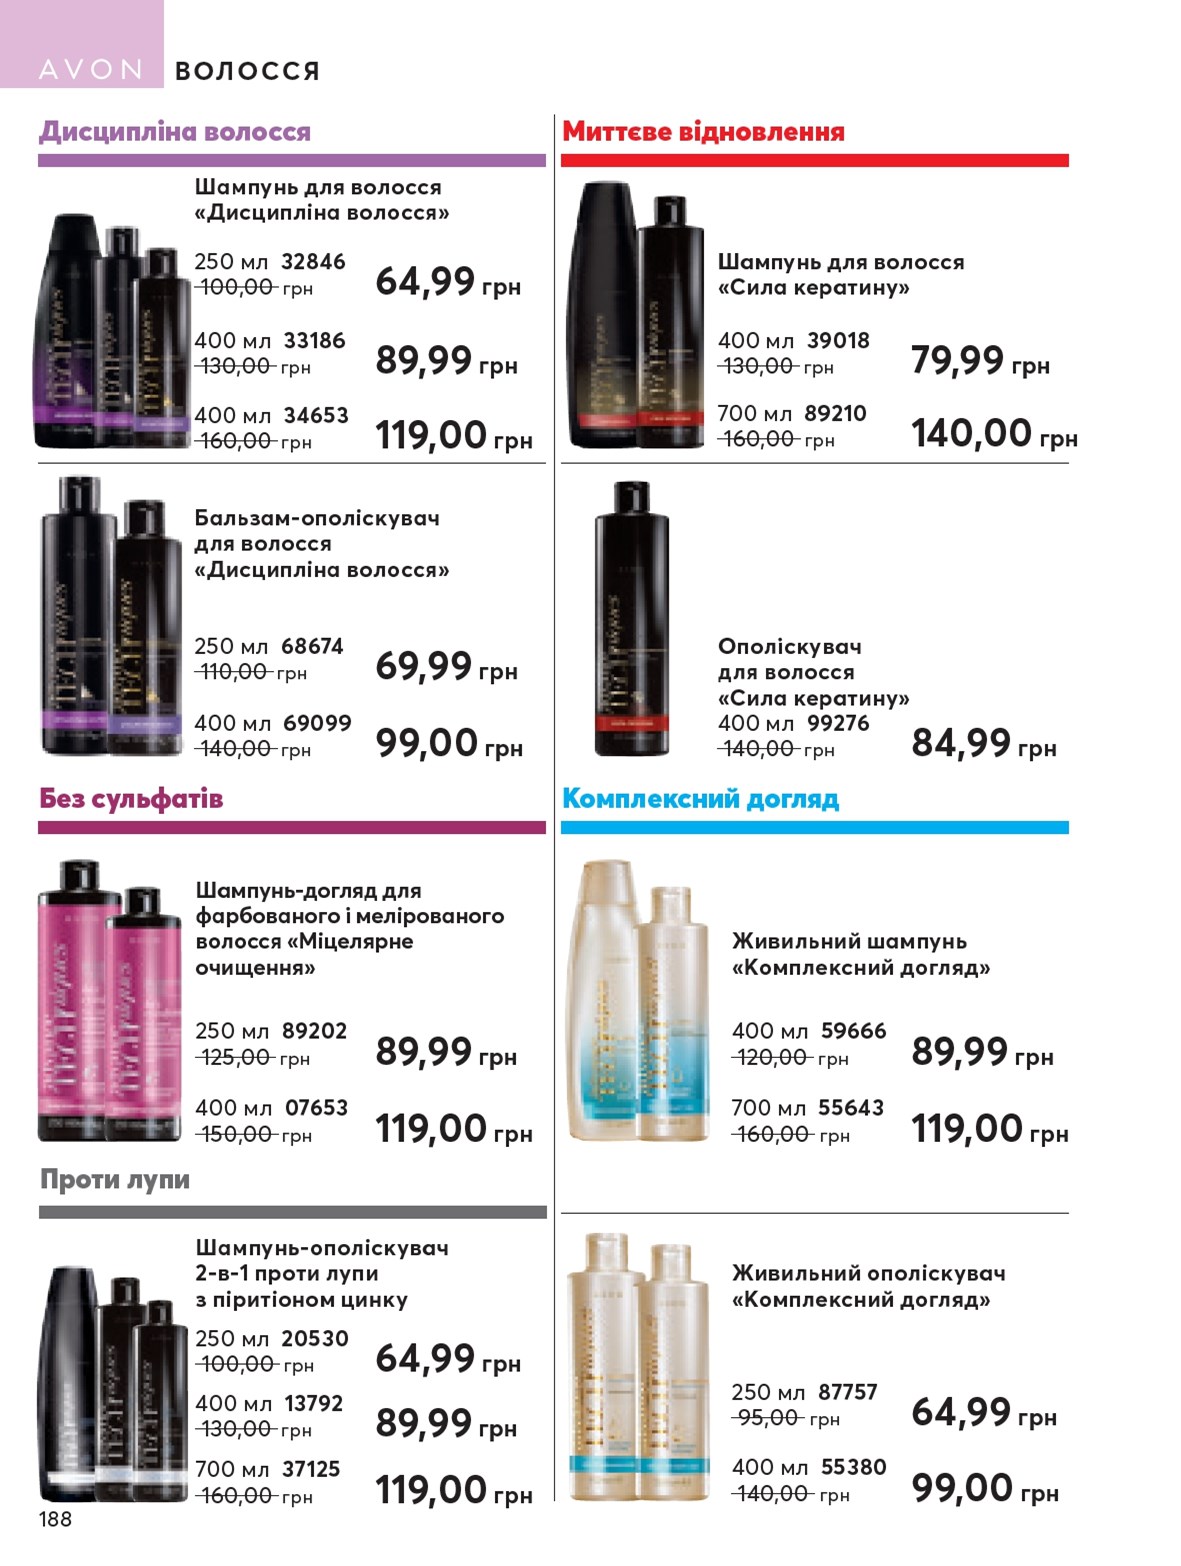 AVON ВОЛОССЯ
Дисципліна волосся
Шампунь для волосся
«Дисципліна волосся»
250 мл 32846
100,00 грн
64,99 грн
400 мл 33186
130,00 грн
89,99 грн
400 мл 34653
160,00 грн
119,00 грн
Бальзам-ополіскувач
для волосся
«Дисципліна волосся»
250 мл 68674
110,00 грн
69,99 грн
400 мл 69099
140,00 грн
99,00 грн
Без сульфатів
Шампунь-догляд для
фарбованого і мелірованого
волосся «Міцелярне
очищення»
250 мл 89202
125,00 грн
89,99 грн
400 мл 07653
150,00 грн
119,00 грн
Проти лупи
Шампунь-ополіскувач
2-в-1 проти лупи
з піритіоном цинку
250 мл 20530
100,00 грн
64,99 грн
400 мл 13792
130,00 грн
89,99 грн
700 мл 37125
160,00 грн
119,00 грн
188
Миттєве відновлення
Шампунь для волосся
«Сила кератину»
400 мл 39018
130,00 грн
79,99 грн
700 мл 89210
160,00 грн
140,00 грн
Ополіскувач
для волосся
«Сила кератину»
400 мл 99276
140,00 грн
84,99 грн
Комплексний догляд
Живильний шампунь
«Комплексний догляд»
400 мл 59666
120,00 грн
89,99 грн
700 мл 55643
160,00 грн
119,00 грн
Живильний ополіскувач
«Комплексний догляд»
250 мл 87757
95,00 грн
64,99 грн
400 мл 55380
140,00 грн
99,00 грн